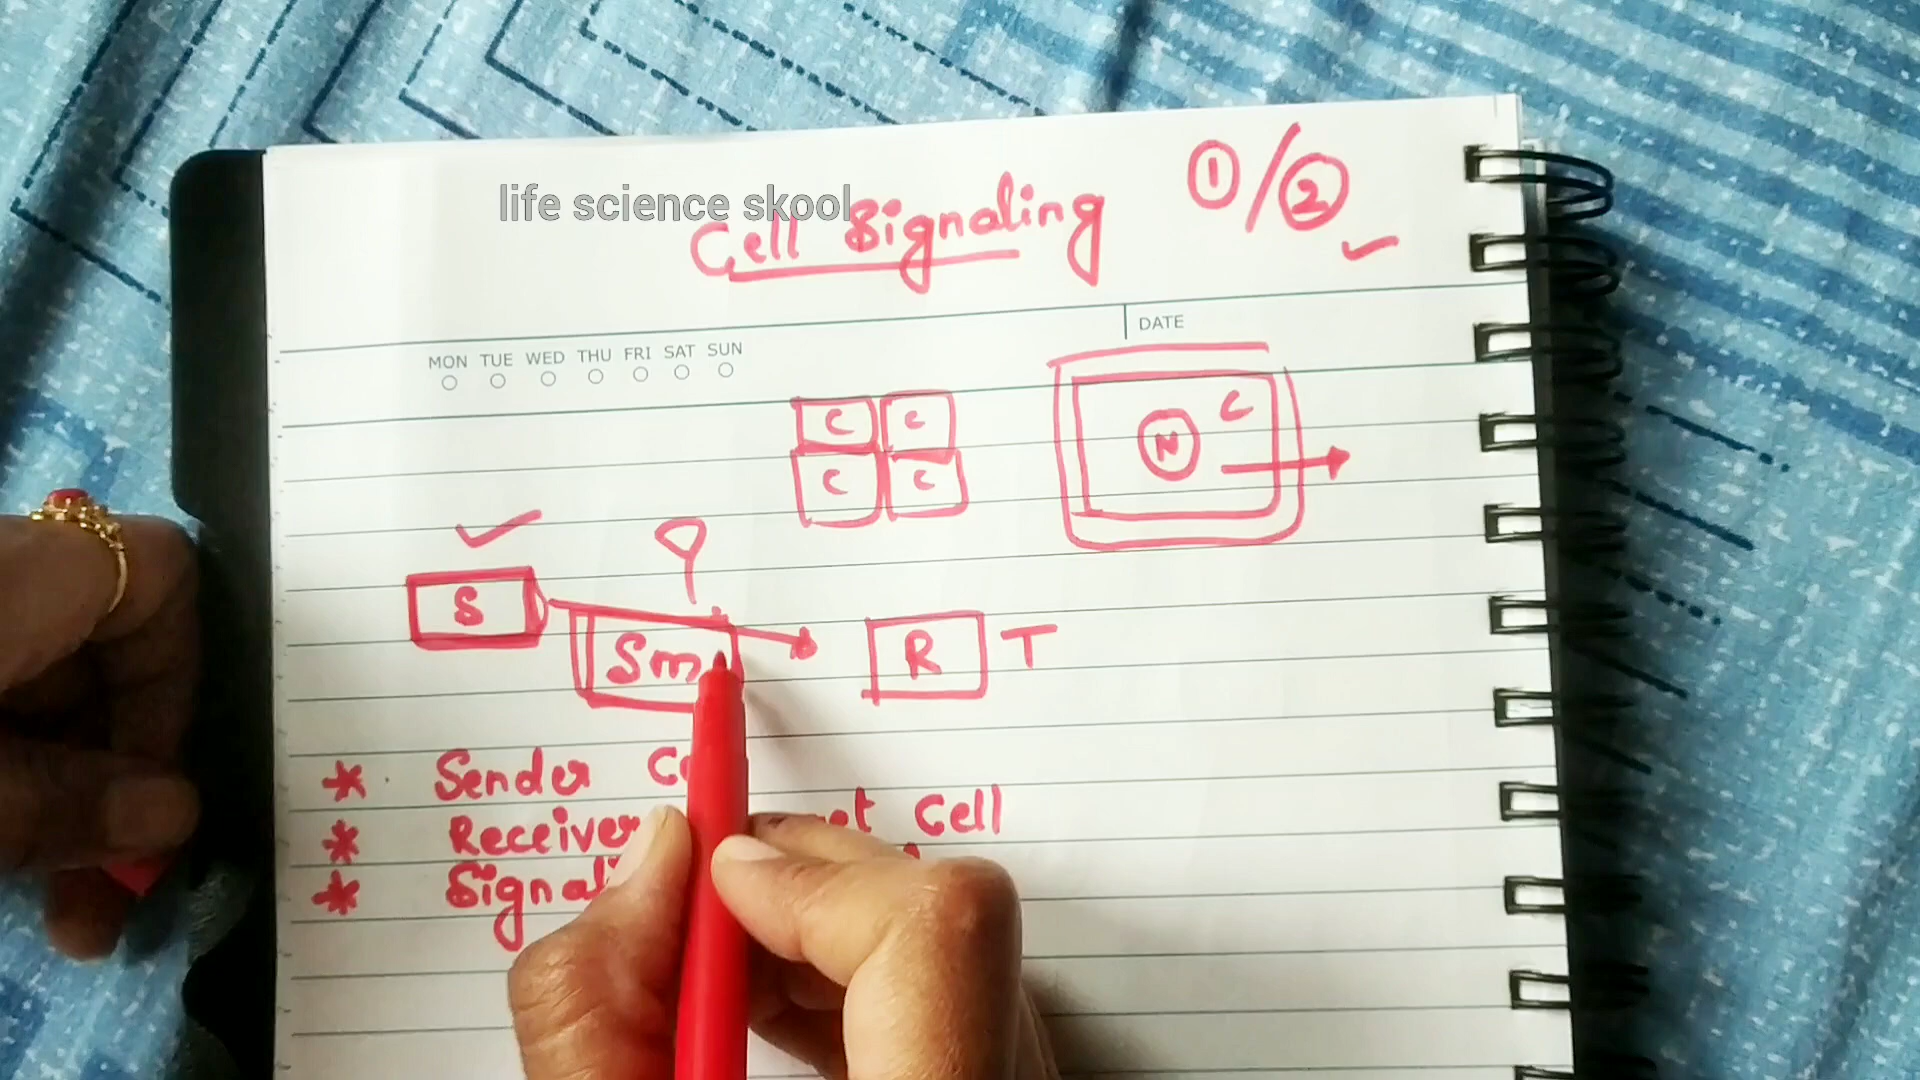 life science skool
Cell Signaling 1/2
DATE
MON TUE WED THU FRI SAT SUN
C C
C C
N C
S
Sm
R T
* Sender
* Receiver Cell
*